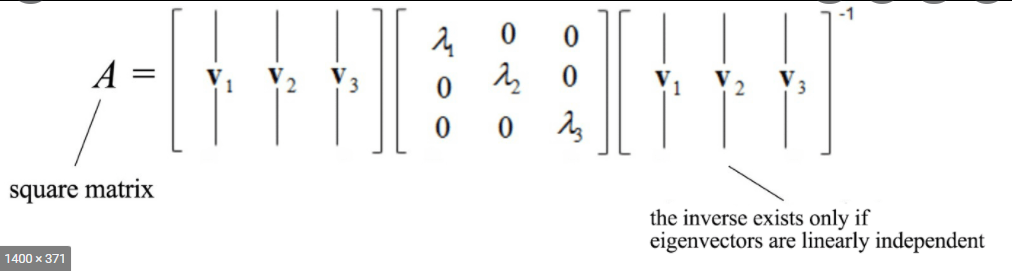 A = [ v₁ v₂ v₃ ] [ λ₁ 0 0 ] [ v₁ v₂ v₃ ]⁻¹
0 λ₂ 0
0 0 λ₃
square matrix
the inverse exists only if
eigenvectors are linearly independent
1400 × 371